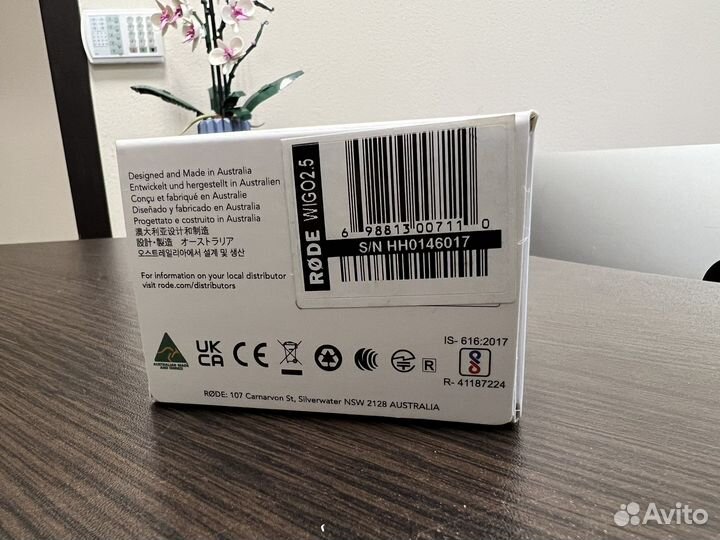 Designed and Made in Australia
Entwickelt und hergestellt in Australien
Conçu et fabriqué en Australie
Diseñado y fabricado en Australia
Progettato e costruito in Australia
澳大利亚设计和制造
設計・製造 オーストラリア
오스트레일리아에서 설계 및 생산
For information on your local distributor
visit rode.com/distributors
RØDE WIGO2.5
6 98813 00711 0
S/N HH0146017
AUSTRALIAN MADE
AND OWNED
UK
CA
CE
R
IS- 616:2017
R- 41187224
RØDE: 107 Carnarvon St, Silverwater NSW 2128 AUSTRALIA
Avito